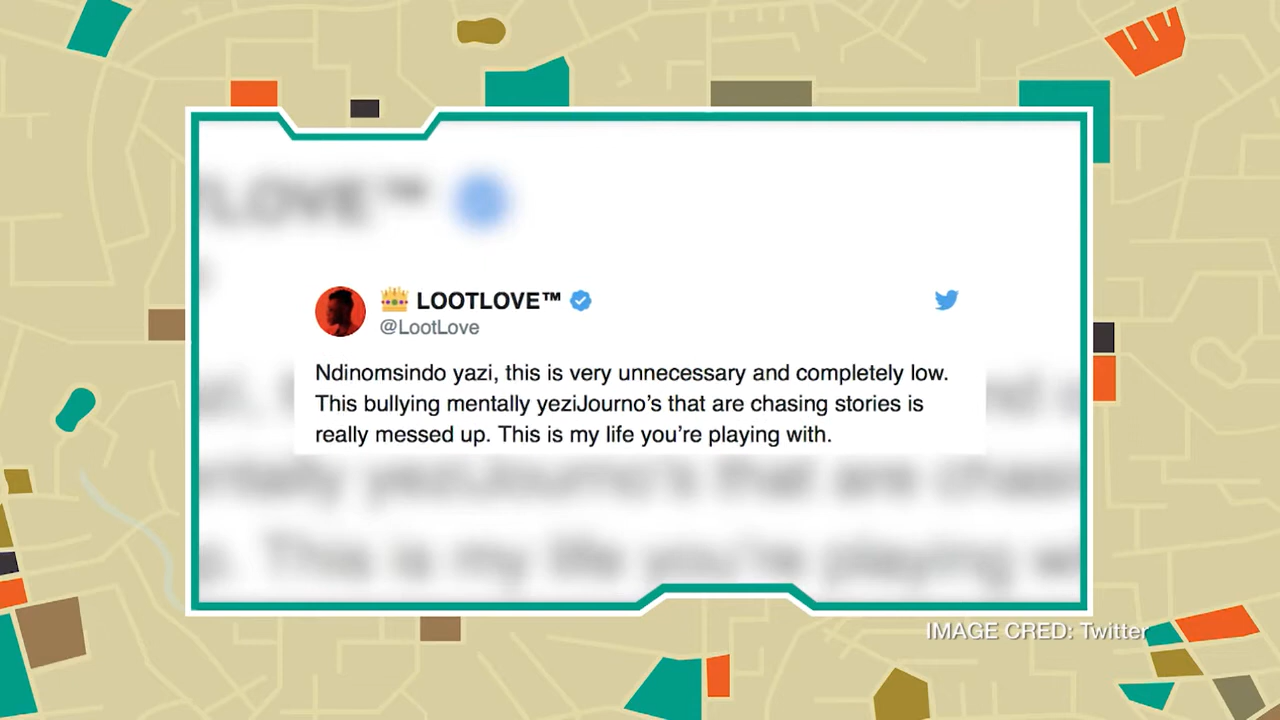 👑 LOOTLOVE™
@LootLove
Ndinomsindo yazi, this is very unnecessary and completely low.
This bullying mentally yeziJourno’s that are chasing stories is
really messed up. This is my life you’re playing with.
IMAGE CRED: Twitter